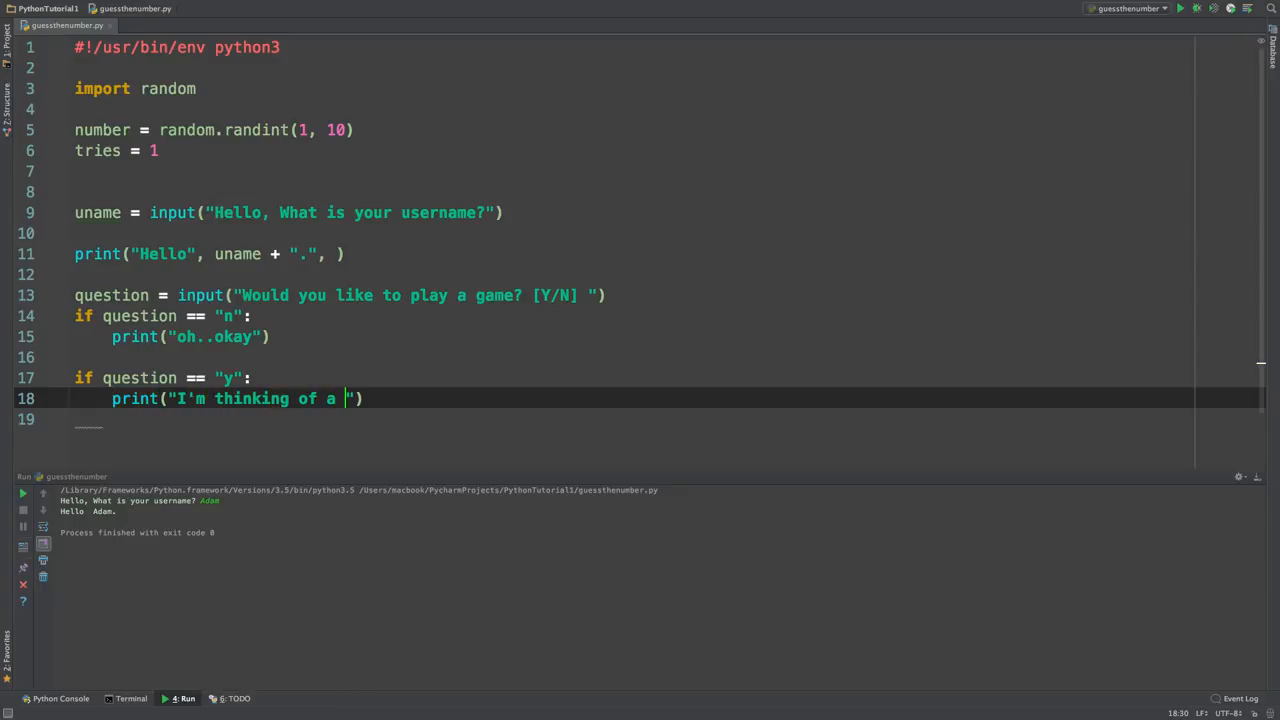 PythonTutorial1 guessthenumber.py guessthenumber
guessthenumber.py
1 #!/usr/bin/env python3
2
3 import random
4
5 number = random.randint(1, 10)
6 tries = 1
7
8
9 uname = input("Hello, What is your username?")
10
11 print("Hello", uname + ".", )
12
13 question = input("Would you like to play a game? [Y/N] ")
14 if question == "n":
15 print("oh..okay")
16
17 if question == "y":
18 print("I'm thinking of a ")
19
1: Project
7: Structure
2: Favorites
Database
Run guessthenumber
/Library/Frameworks/Python.framework/Versions/3.5/bin/python3.5 /Users/macbook/PycharmProjects/PythonTutorial1/guessthenumber.py
Hello, What is your username? Adam
Hello Adam.
Process finished with exit code 0
Python Console Terminal 4: Run 6: TODO Event Log
18:30 LF÷ UTF-8÷